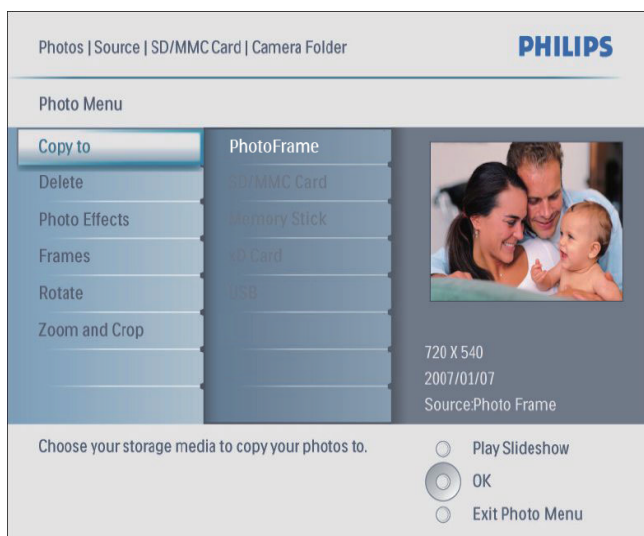 Photos | Source | SD/MMC Card | Camera Folder
PHILIPS
Photo Menu
Copy to
Delete
Photo Effects
Frames
Rotate
Zoom and Crop
PhotoFrame
SD/MMC Card
Memory Stick
xD Card
USB
720 X 540
2007/01/07
Source:Photo Frame
Choose your storage media to copy your photos to.
Play Slideshow
OK
Exit Photo Menu